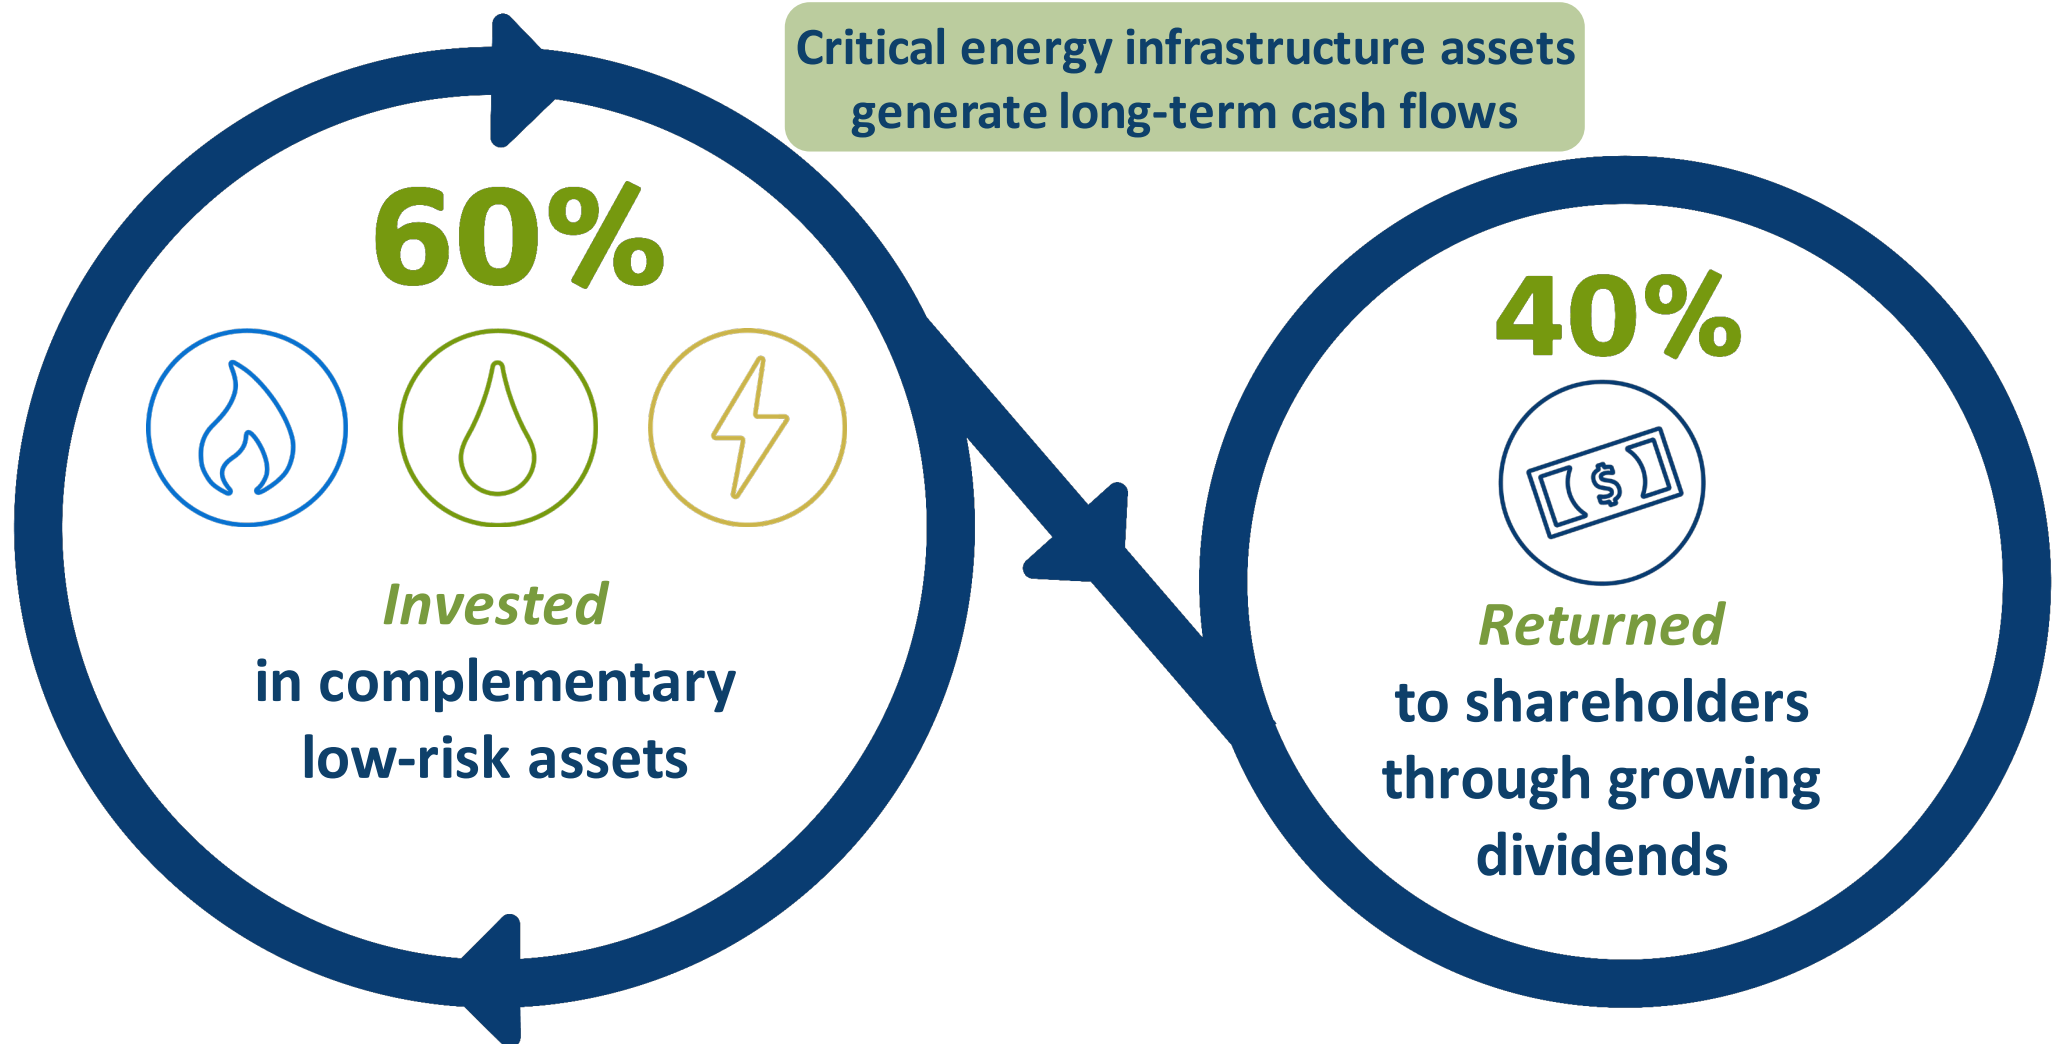 Critical energy infrastructure assets
generate long-term cash flows
60%
Invested
in complementary
low-risk assets
40%
$
Returned
to shareholders
through growing
dividends